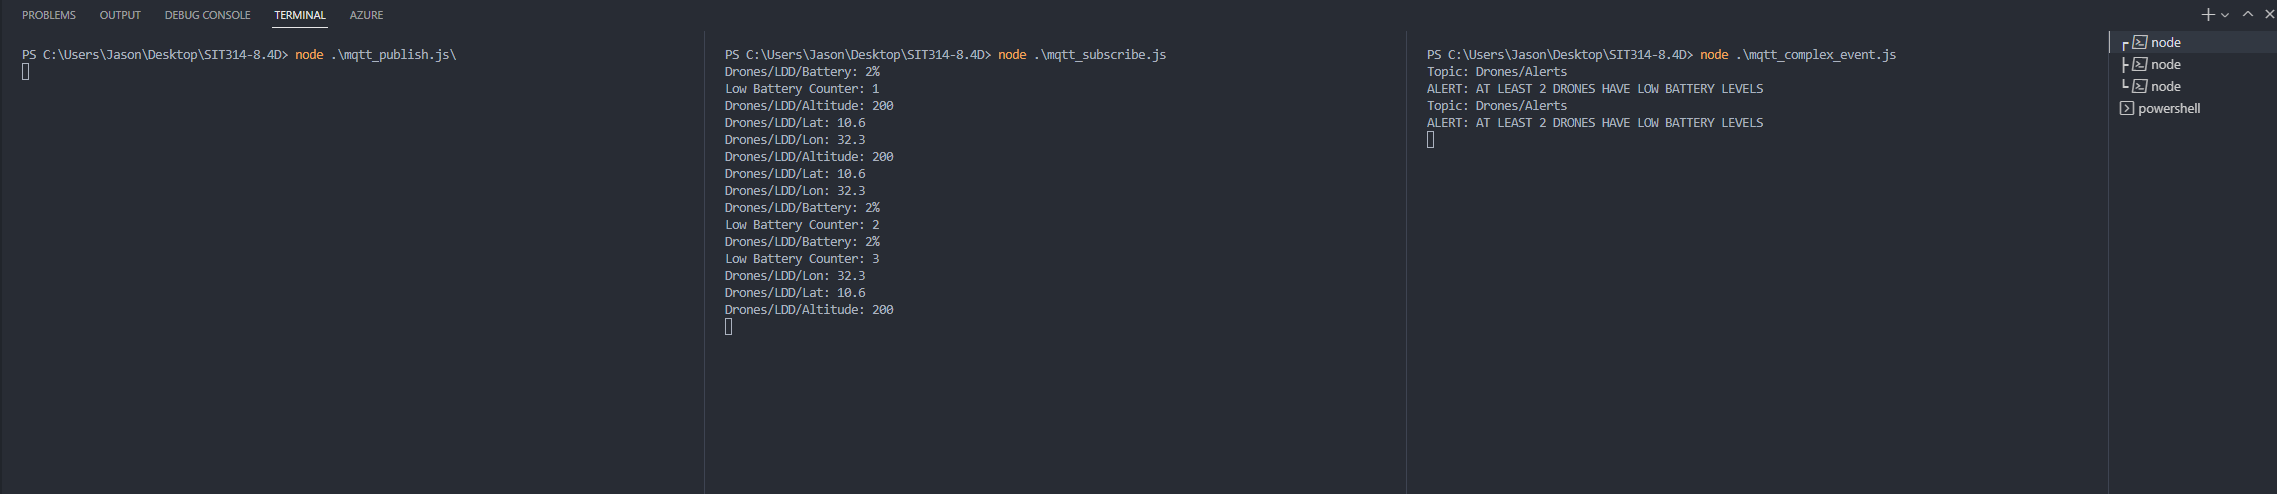 PROBLEMS OUTPUT DEBUG CONSOLE TERMINAL AZURE
PS C:\Users\Jason\Desktop\SIT314-8.4D> node .\mqtt_publish.js\
PS C:\Users\Jason\Desktop\SIT314-8.4D> node .\mqtt_subscribe.js
Drones/LDD/Battery: 2%
Low Battery Counter: 1
Drones/LDD/Altitude: 200
Drones/LDD/Lat: 10.6
Drones/LDD/Lon: 32.3
Drones/LDD/Altitude: 200
Drones/LDD/Lat: 10.6
Drones/LDD/Lon: 32.3
Drones/LDD/Battery: 2%
Low Battery Counter: 2
Drones/LDD/Battery: 2%
Low Battery Counter: 3
Drones/LDD/Lon: 32.3
Drones/LDD/Lat: 10.6
Drones/LDD/Altitude: 200
PS C:\Users\Jason\Desktop\SIT314-8.4D> node .\mqtt_complex_event.js
Topic: Drones/Alerts
ALERT: AT LEAST 2 DRONES HAVE LOW BATTERY LEVELS
Topic: Drones/Alerts
ALERT: AT LEAST 2 DRONES HAVE LOW BATTERY LEVELS
node
node
node
powershell